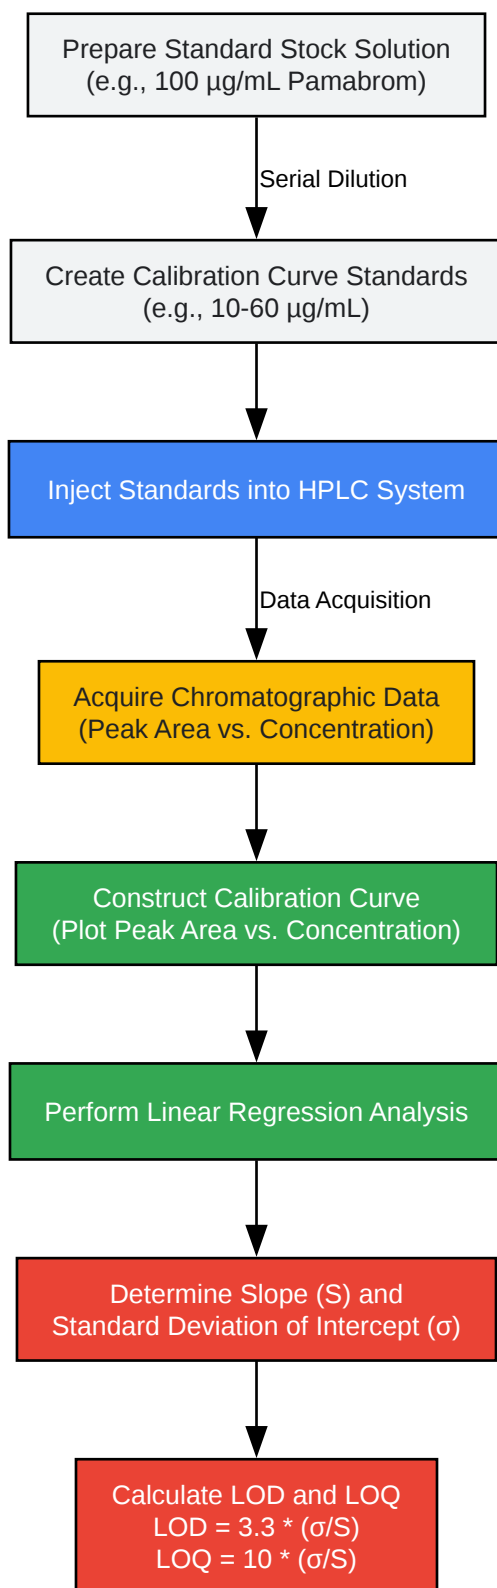 Prepare Standard Stock Solution
(e.g., 100 µg/mL Pamabrom)
Serial Dilution
Create Calibration Curve Standards
(e.g., 10-60 µg/mL)
Inject Standards into HPLC System
Data Acquisition
Acquire Chromatographic Data
(Peak Area vs. Concentration)
Construct Calibration Curve
(Plot Peak Area vs. Concentration)
Perform Linear Regression Analysis
Determine Slope (S) and
Standard Deviation of Intercept (σ)
Calculate LOD and LOQ
LOD = 3.3 * (σ/S)
LOQ = 10 * (σ/S)